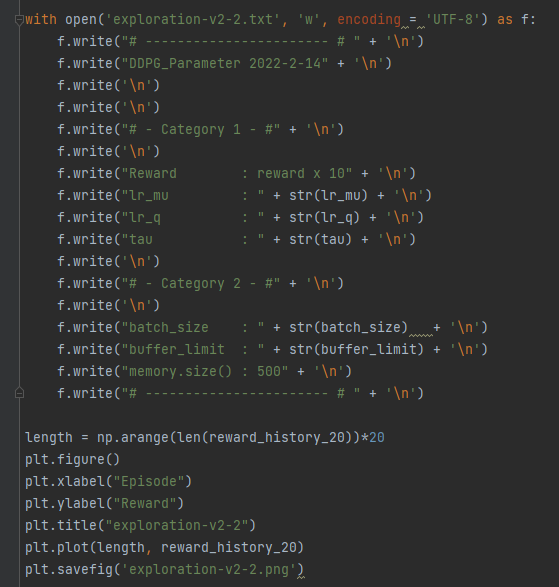 with open('exploration-v2-2.txt', 'w', encoding = 'UTF-8') as f:
    f.write("# ----------------------- # " + '\n')
    f.write("DDPG_Parameter 2022-2-14" + '\n')
    f.write('\n')
    f.write('\n')
    f.write("# - Category 1 - #" + '\n')
    f.write('\n')
    f.write("Reward        : reward x 10" + '\n')
    f.write("lr_mu         : " + str(lr_mu) + '\n')
    f.write("lr_q          : " + str(lr_q) + '\n')
    f.write("tau           : " + str(tau) + '\n')
    f.write('\n')
    f.write("# - Category 2 - #" + '\n')
    f.write('\n')
    f.write("batch_size    : " + str(batch_size)   + '\n')
    f.write("buffer_limit  : " + str(buffer_limit) + '\n')
    f.write("memory.size() : 500" + '\n')
    f.write("# ----------------------- # " + '\n')

length = np.arange(len(reward_history_20))*20
plt.figure()
plt.xlabel("Episode")
plt.ylabel("Reward")
plt.title("exploration-v2-2")
plt.plot(length, reward_history_20)
plt.savefig('exploration-v2-2.png')